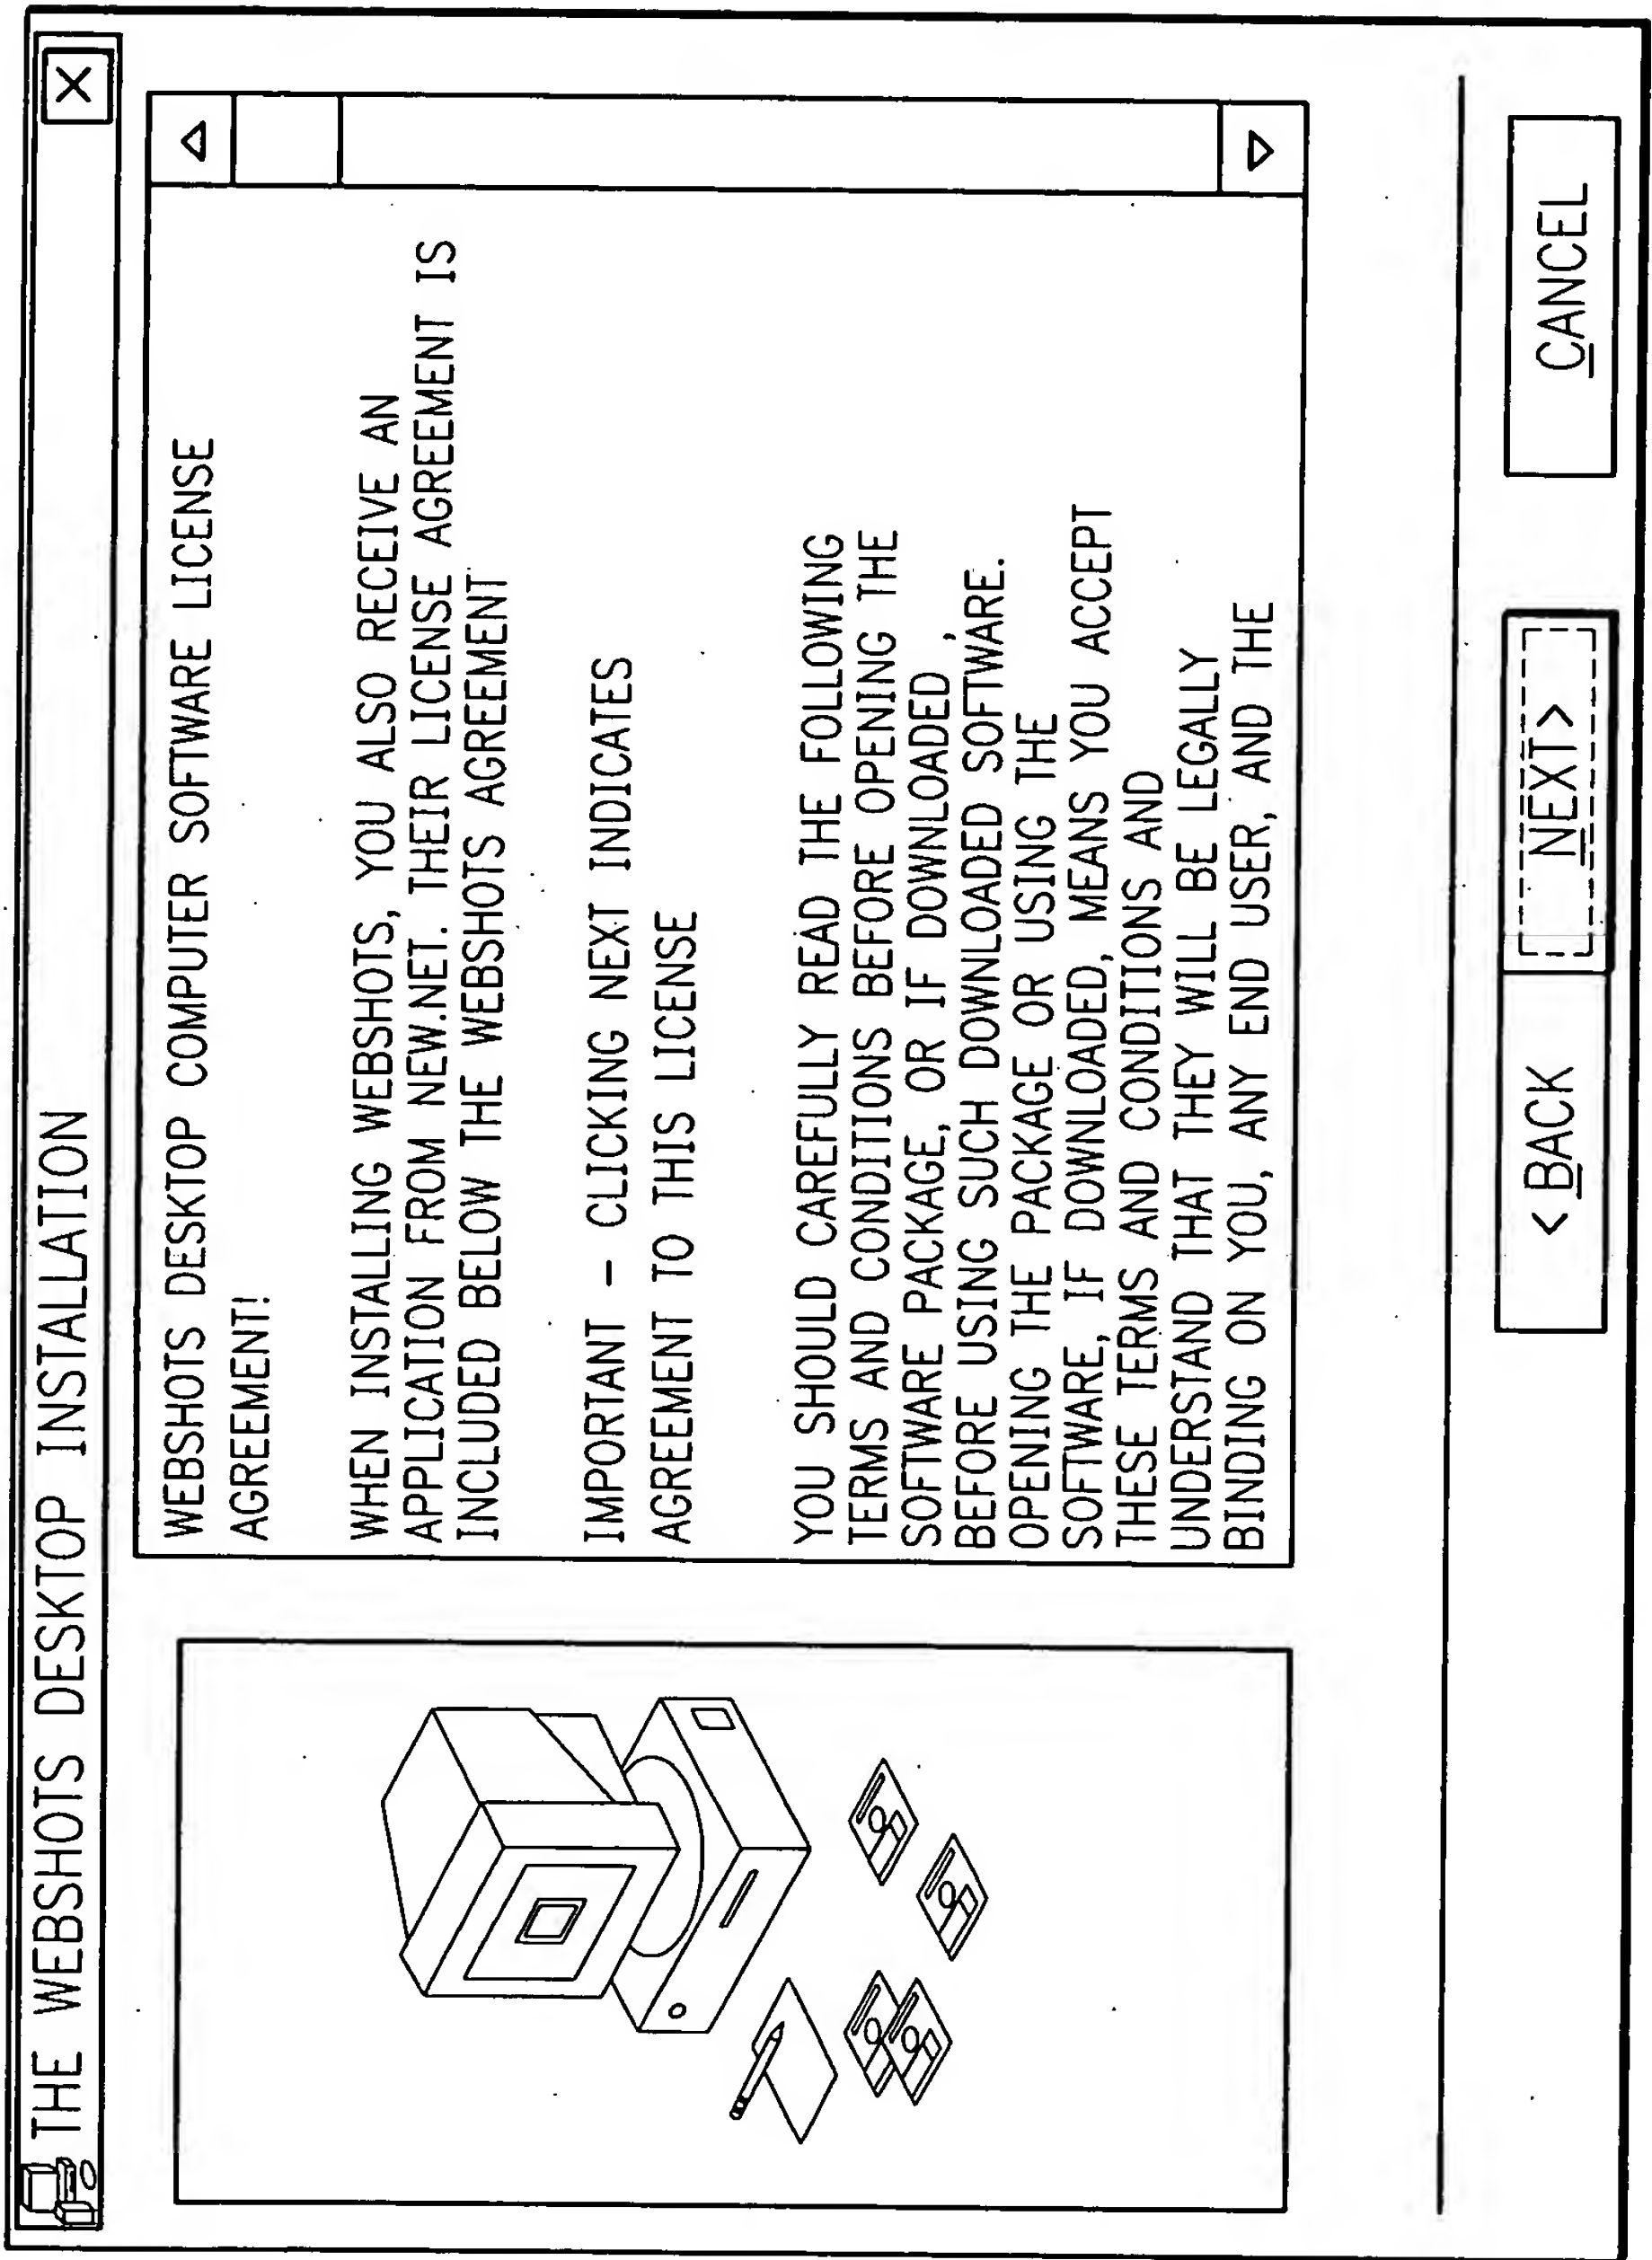 THE WEBSHOTS DESKTOP INSTALLATION
X
WEBSHOTS DESKTOP COMPUTER SOFTWARE LICENSE
AGREEMENT!
WHEN INSTALLING WEBSHOTS, YOU ALSO RECEIVE AN
APPLICATION FROM NEW.NET. THEIR LICENSE AGREEMENT IS
INCLUDED BELOW THE WEBSHOTS AGREEMENT
IMPORTANT – CLICKING NEXT INDICATES
AGREEMENT TO THIS LICENSE
YOU SHOULD CAREFULLY READ THE FOLLOWING
TERMS AND CONDITIONS BEFORE OPENING THE
SOFTWARE PACKAGE, OR IF DOWNLOADED ,
BEFORE USING SUCH DOWNLOADED SOFTWARE.
OPENING THE PACKAGE OR USING THE
SOFTWARE, IF DOWNLOADED, MEANS YOU ACCEPT
THESE TERMS AND CONDITIONS AND
UNDERSTAND THAT THEY WILL BE LEGALLY
BINDING ON YOU, ANY END USER, AND THE
< BACK
NEXT>
CANCEL